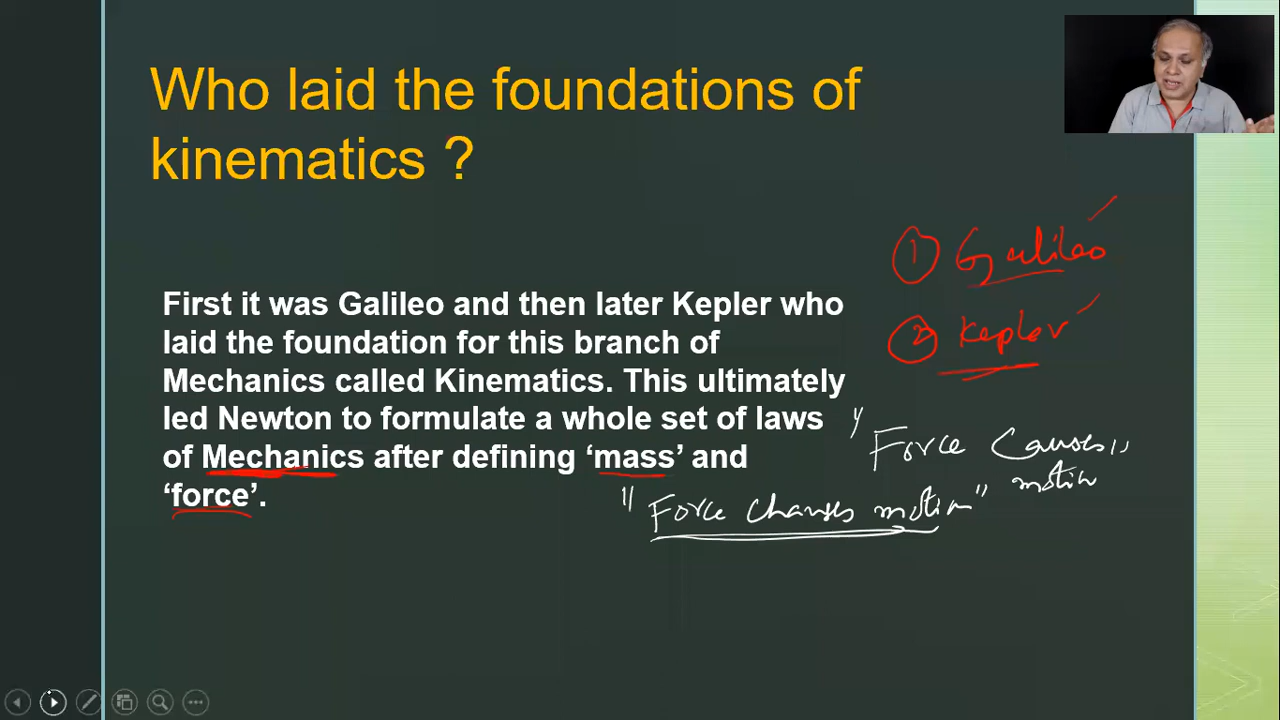 Who laid the foundations of
kinematics ?
① Galileo
② Kepler
First it was Galileo and then later Kepler who
laid the foundation for this branch of
Mechanics called Kinematics. This ultimately
led Newton to formulate a whole set of laws
of Mechanics after defining ‘mass’ and
‘force’.
"Force Causes
motion"
"Force changes motion"